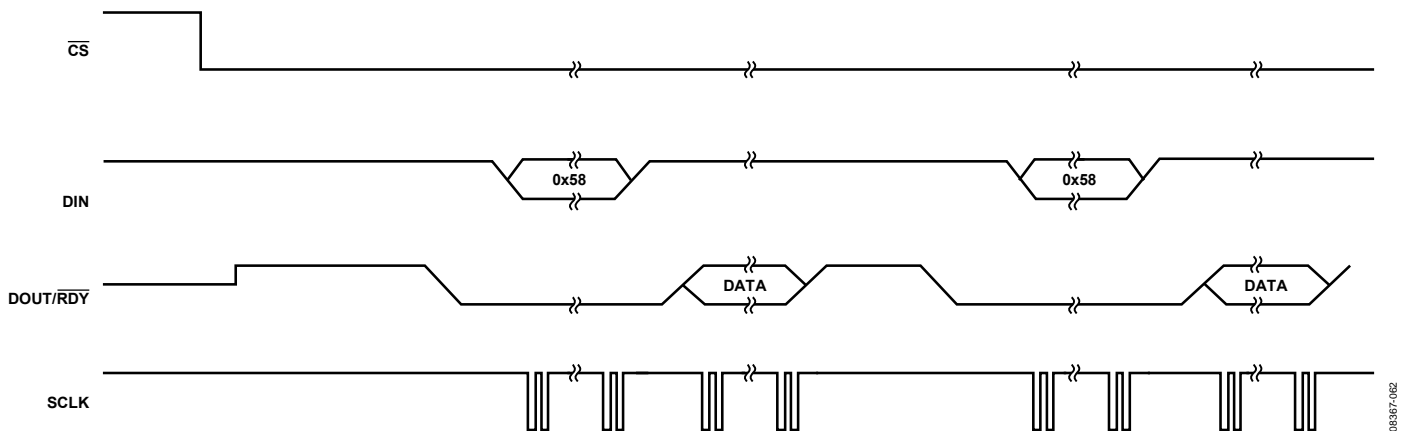 CS
DIN
0x58
0x58
DOUT/RDY
DATA
DATA
SCLK
08367-062